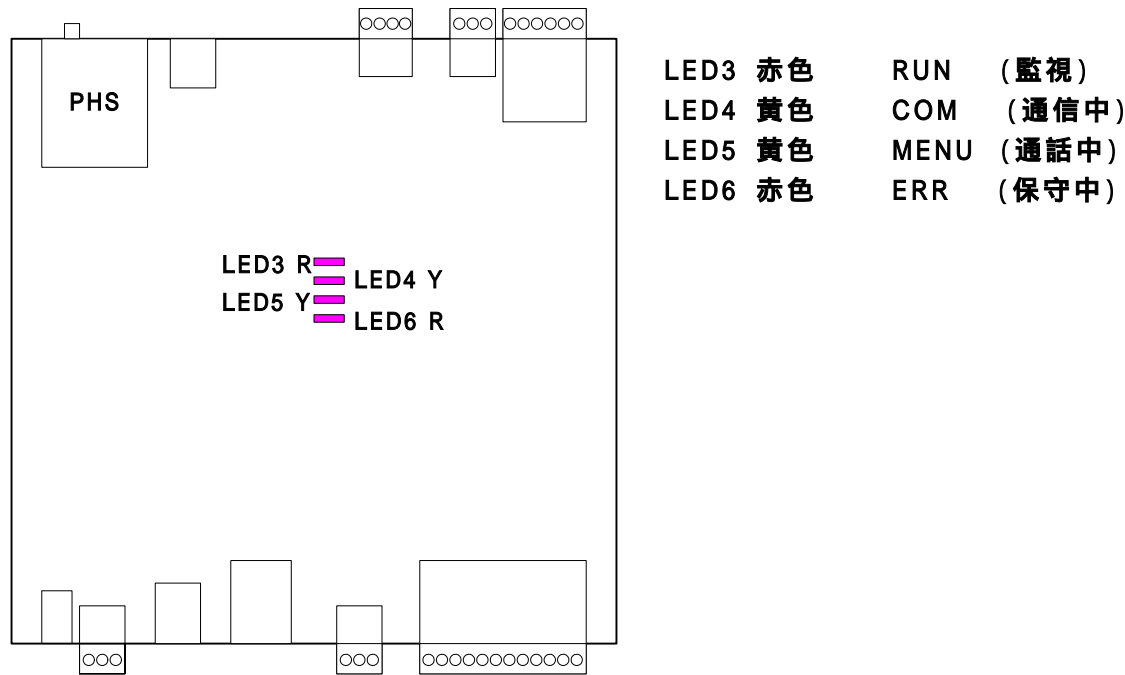 PHS
LED3 R
LED4 Y
LED5 Y
LED6 R
LED3 赤色 RUN (監視)
LED4 黄色 COM (通信中)
LED5 黄色 MENU (通話中)
LED6 赤色 ERR (保守中)